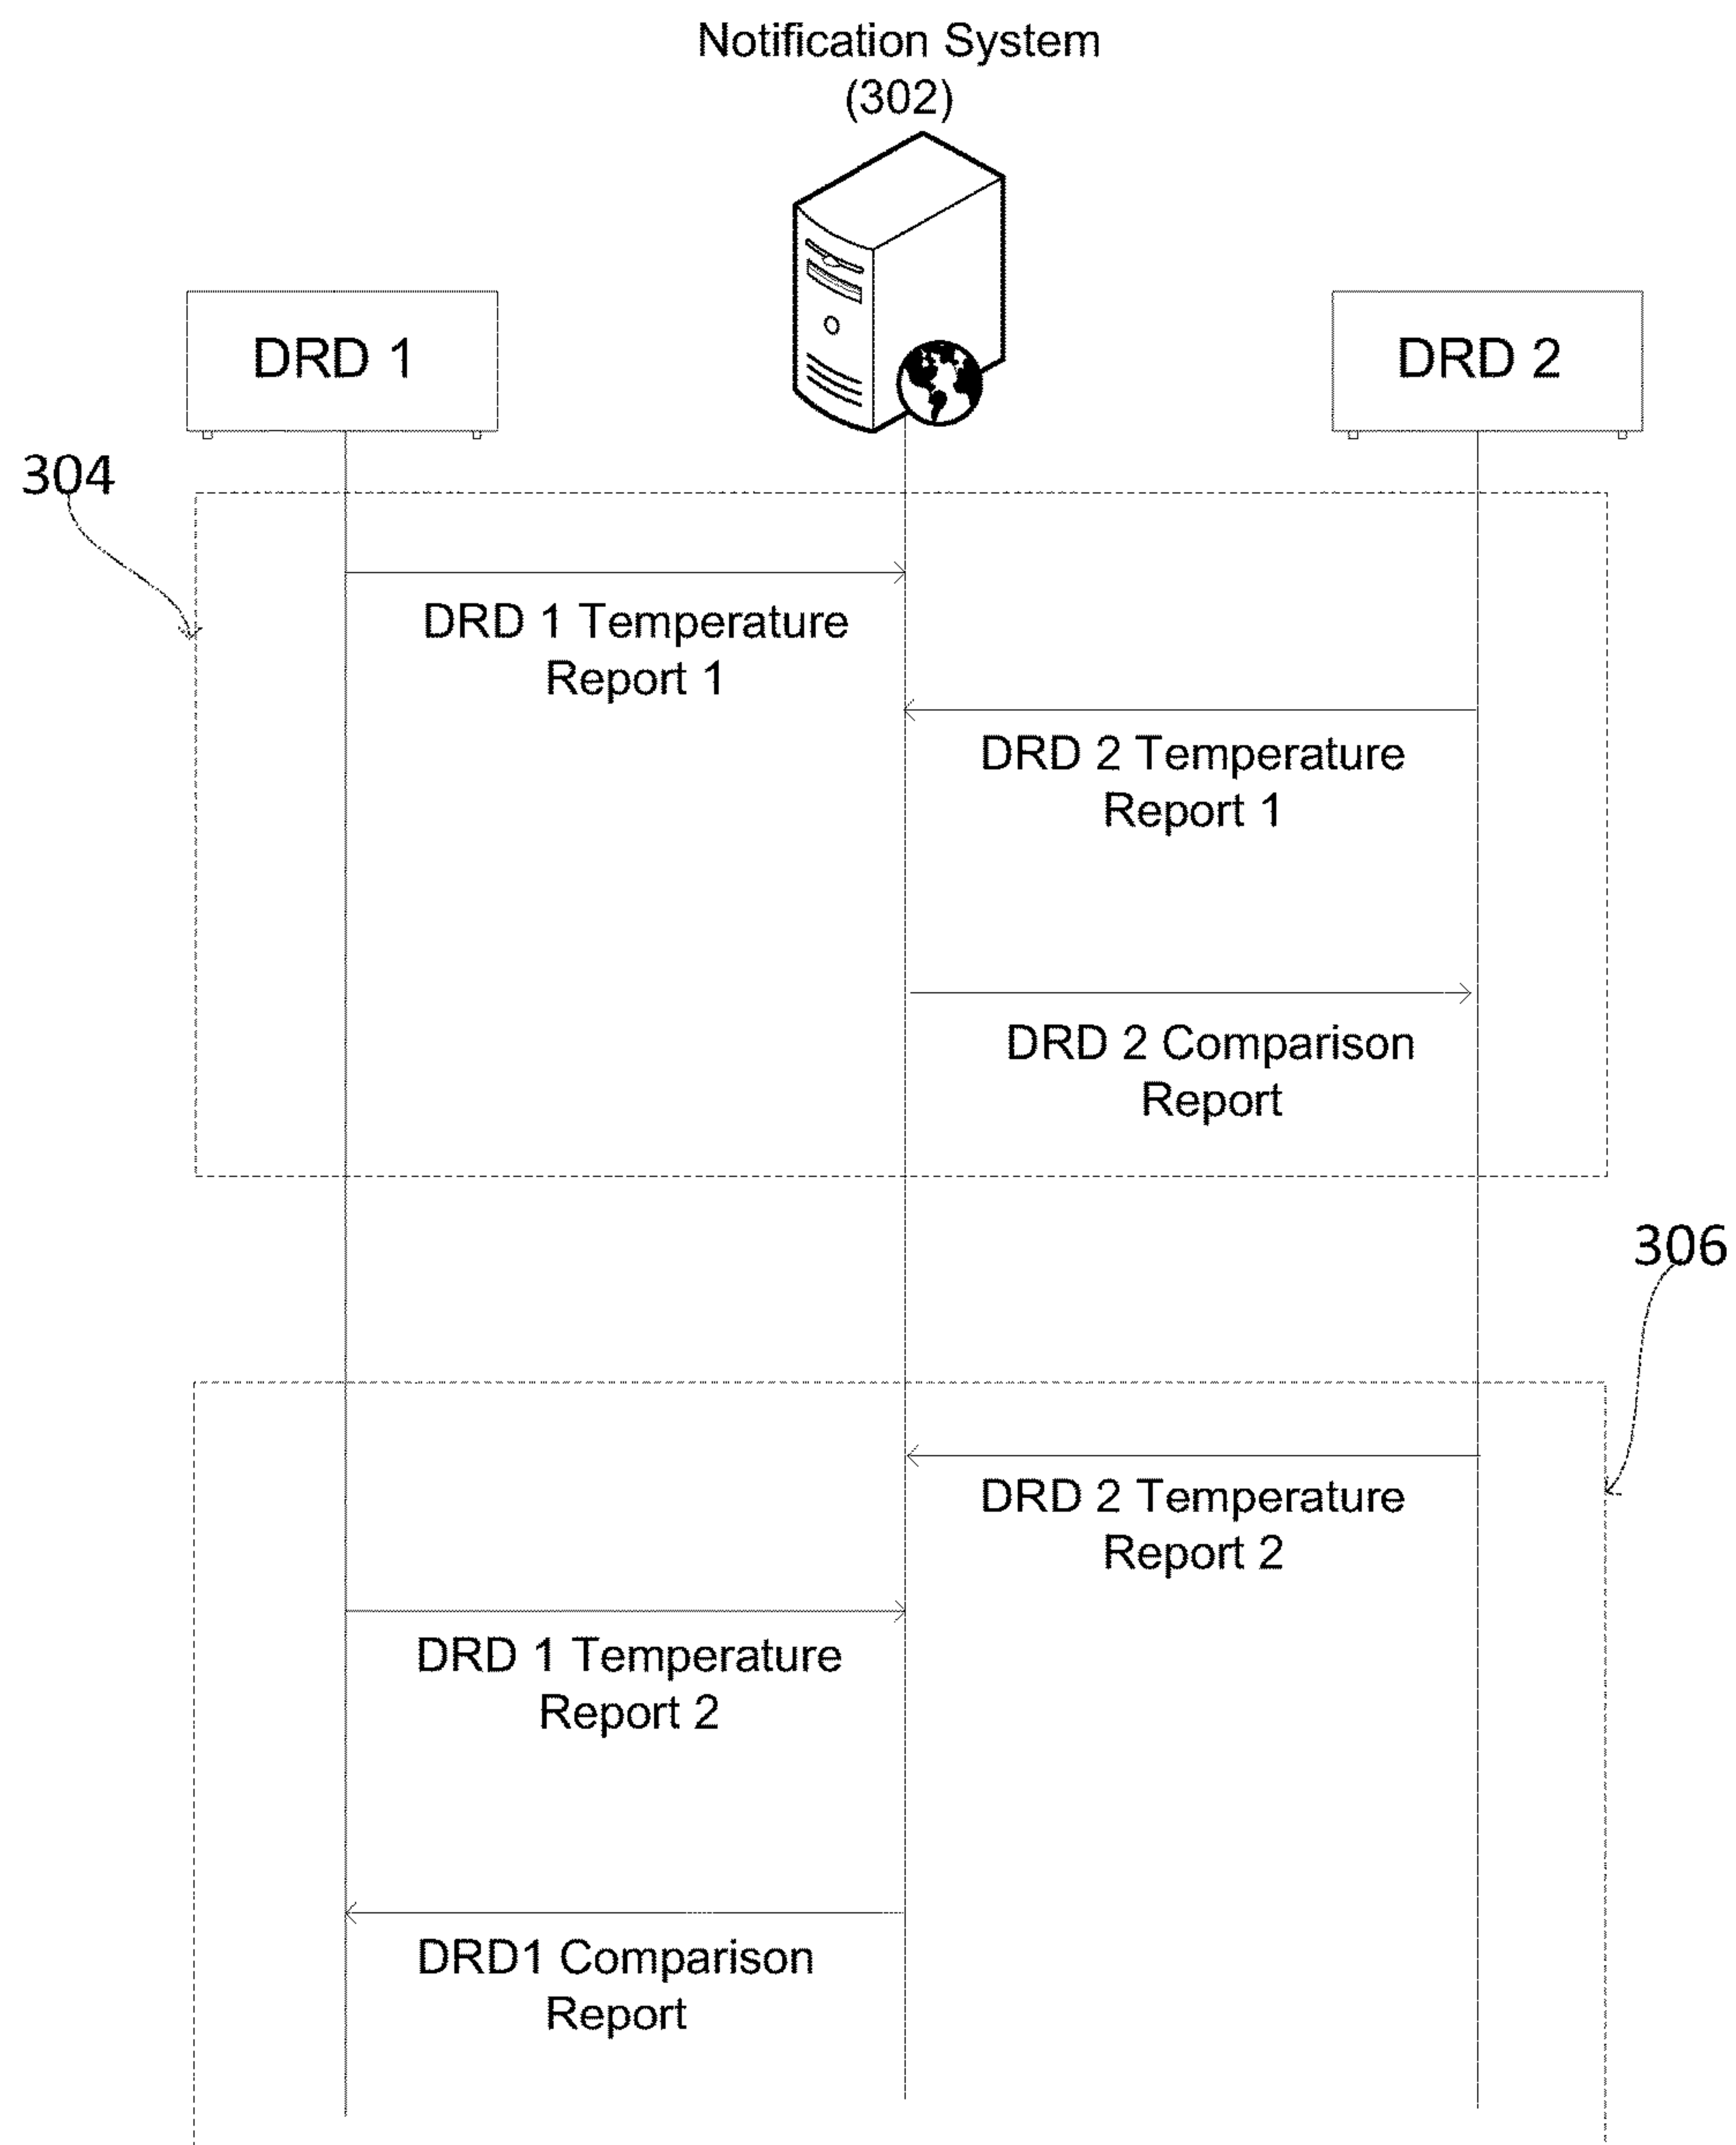 Notification System
(302)
DRD 1
DRD 2
304
DRD 1 Temperature
Report 1
DRD 2 Temperature
Report 1
DRD 2 Comparison
Report
306
DRD 2 Temperature
Report 2
DRD 1 Temperature
Report 2
DRD1 Comparison
Report